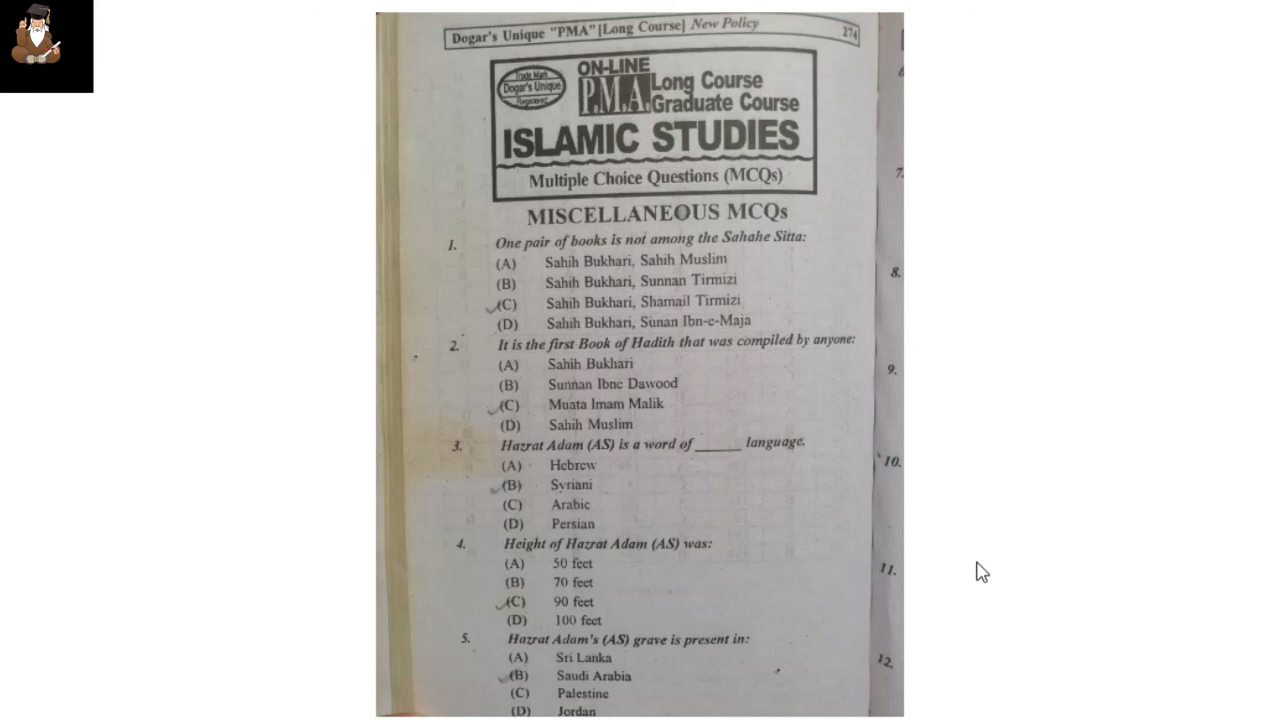 Dogar's Unique "PMA" [Long Course] New Policy 274
Trade Mark
Dogar's Unique
Registered
ON-LINE
P.M.A. Long Course
Graduate Course
ISLAMIC STUDIES
Multiple Choice Questions (MCQs)
MISCELLANEOUS MCQs
1. One pair of books is not among the Sahahe Sitta:
(A) Sahih Bukhari, Sahih Muslim
(B) Sahih Bukhari, Sunnan Tirmizi
(C) Sahih Bukhari, Shamail Tirmizi
(D) Sahih Bukhari, Sunan Ibn-e-Maja
2. It is the first Book of Hadith that was compiled by anyone:
(A) Sahih Bukhari
(B) Sunnan Ibne Dawood
(C) Muata Imam Malik
(D) Sahih Muslim
3. Hazrat Adam (AS) is a word of ______ language.
(A) Hebrew
(B) Syriani
(C) Arabic
(D) Persian
4. Height of Hazrat Adam (AS) was:
(A) 50 feet
(B) 70 feet
(C) 90 feet
(D) 100 feet
5. Hazrat Adam's (AS) grave is present in:
(A) Sri Lanka
(B) Saudi Arabia
(C) Palestine
(D) Jordan
7.
8.
9.
10.
11.
12.